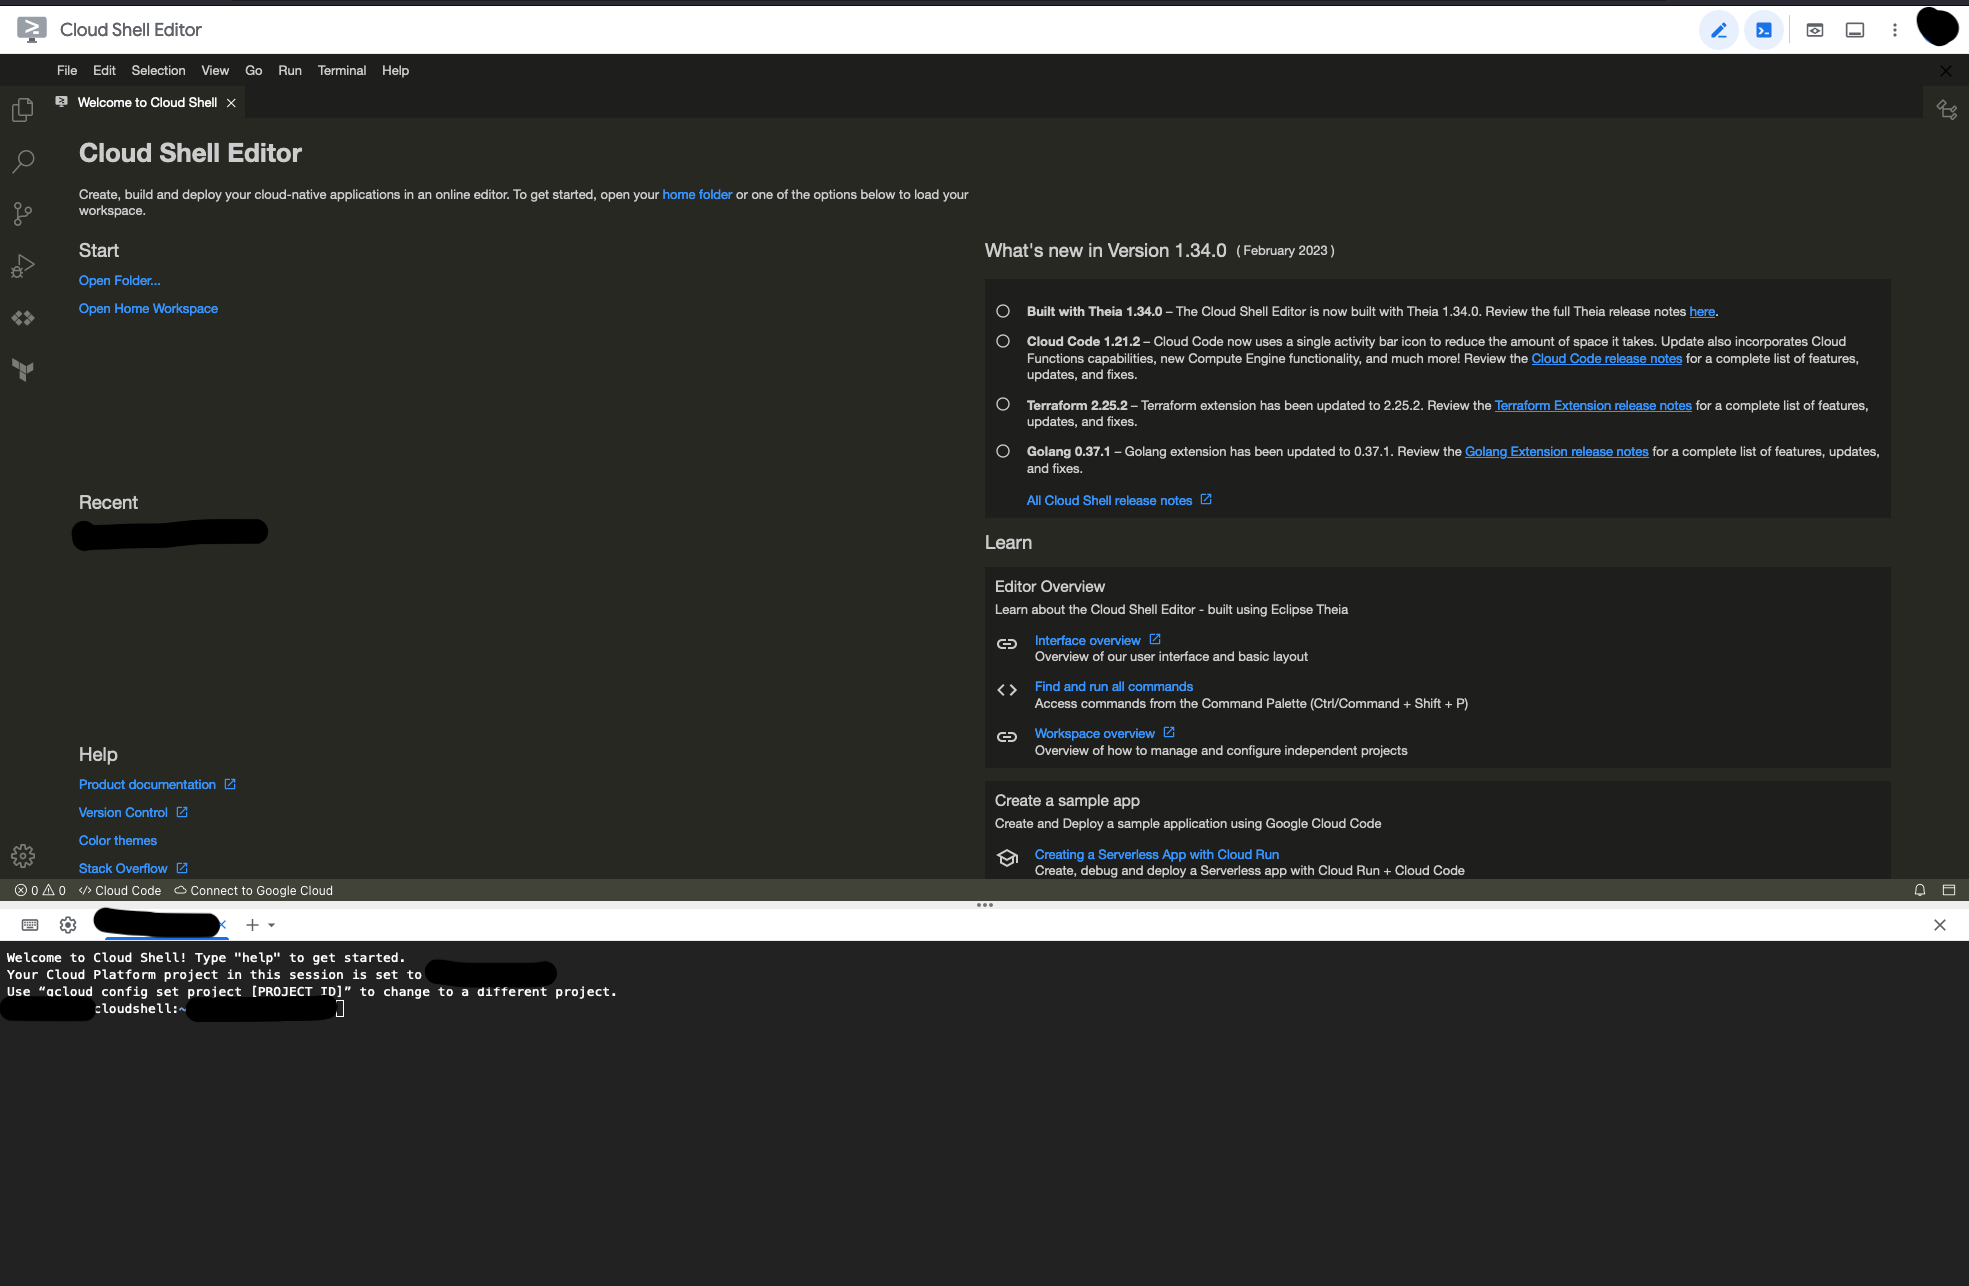 Cloud Shell Editor
File Edit Selection View Go Run Terminal Help
Welcome to Cloud Shell
Cloud Shell Editor
Create, build and deploy your cloud-native applications in an online editor. To get started, open your home folder or one of the options below to load your
workspace.
Start
Open Folder...
Open Home Workspace
Recent
Help
Product documentation
Version Control
Color themes
Stack Overflow
What's new in Version 1.34.0 ( February 2023 )
Built with Theia 1.34.0 – The Cloud Shell Editor is now built with Theia 1.34.0. Review the full Theia release notes here.
Cloud Code 1.21.2 – Cloud Code now uses a single activity bar icon to reduce the amount of space it takes. Update also incorporates Cloud
Functions capabilities, new Compute Engine functionality, and much more! Review the Cloud Code release notes for a complete list of features,
updates, and fixes.
Terraform 2.25.2 – Terraform extension has been updated to 2.25.2. Review the Terraform Extension release notes for a complete list of features,
updates, and fixes.
Golang 0.37.1 – Golang extension has been updated to 0.37.1. Review the Golang Extension release notes for a complete list of features, updates,
and fixes.
All Cloud Shell release notes
Learn
Editor Overview
Learn about the Cloud Shell Editor - built using Eclipse Theia
Interface overview
Overview of our user interface and basic layout
Find and run all commands
Access commands from the Command Palette (Ctrl/Command + Shift + P)
Workspace overview
Overview of how to manage and configure independent projects
Create a sample app
Create and Deploy a sample application using Google Cloud Code
Creating a Serverless App with Cloud Run
Create, debug and deploy a Serverless app with Cloud Run + Cloud Code
0 0 </> Cloud Code Connect to Google Cloud
Welcome to Cloud Shell! Type "help" to get started.
Your Cloud Platform project in this session is set to
Use “gcloud config set project [PROJECT_ID]” to change to a different project.
cloudshell:~